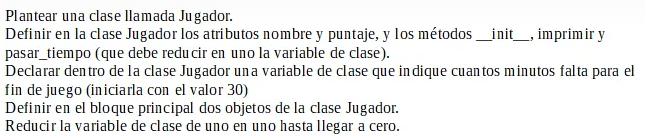 Plantear una clase llamada Jugador.
Definir en la clase Jugador los atributos nombre y puntaje, y los métodos __init__, imprimir y
pasar_tiempo (que debe reducir en uno la variable de clase).
Declarar dentro de la clase Jugador una variable de clase que indique cuantos minutos falta para el
fin de juego (iniciarla con el valor 30)
Definir en el bloque principal dos objetos de la clase Jugador.
Reducir la variable de clase de uno en uno hasta llegar a cero.